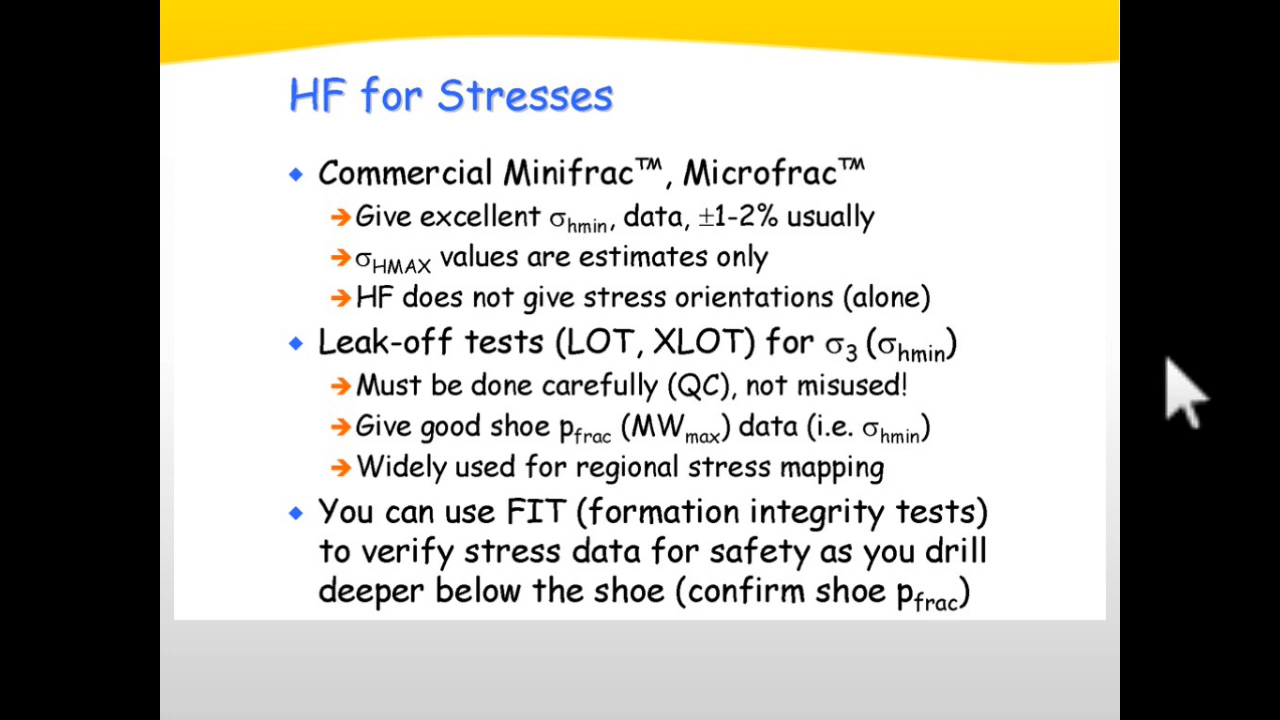 HF for Stresses
◆ Commercial Minifrac™, Microfrac™
➔ Give excellent σhmin, data, ±1-2% usually
➔ σHMAX values are estimates only
➔ HF does not give stress orientations (alone)
◆ Leak-off tests (LOT, XLOT) for σ3 (σhmin)
➔ Must be done carefully (QC), not misused!
➔ Give good shoe pfrac (MWmax) data (i.e. σhmin)
➔ Widely used for regional stress mapping
◆ You can use FIT (formation integrity tests)
to verify stress data for safety as you drill
deeper below the shoe (confirm shoe pfrac)